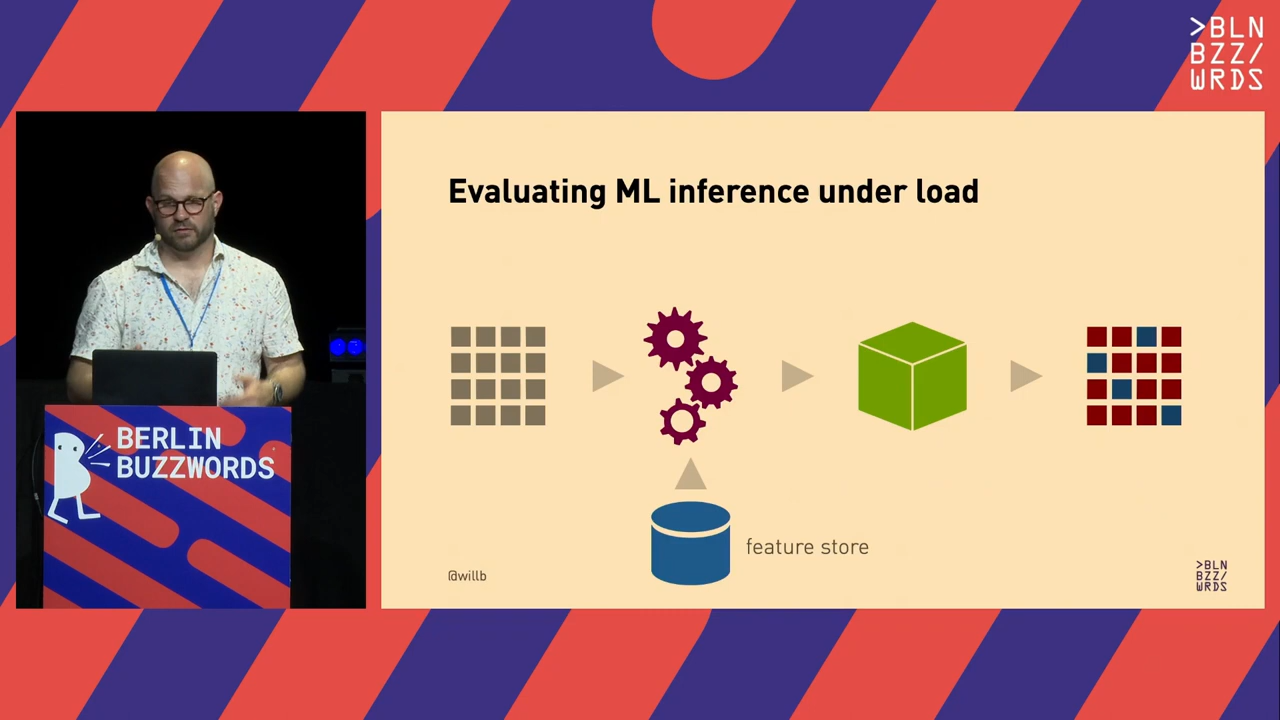 >BLN
BZZ/
WRDS
BERLIN
BUZZWORDS
Evaluating ML inference under load
feature store
@willb
>BLN
BZZ/
WRDS